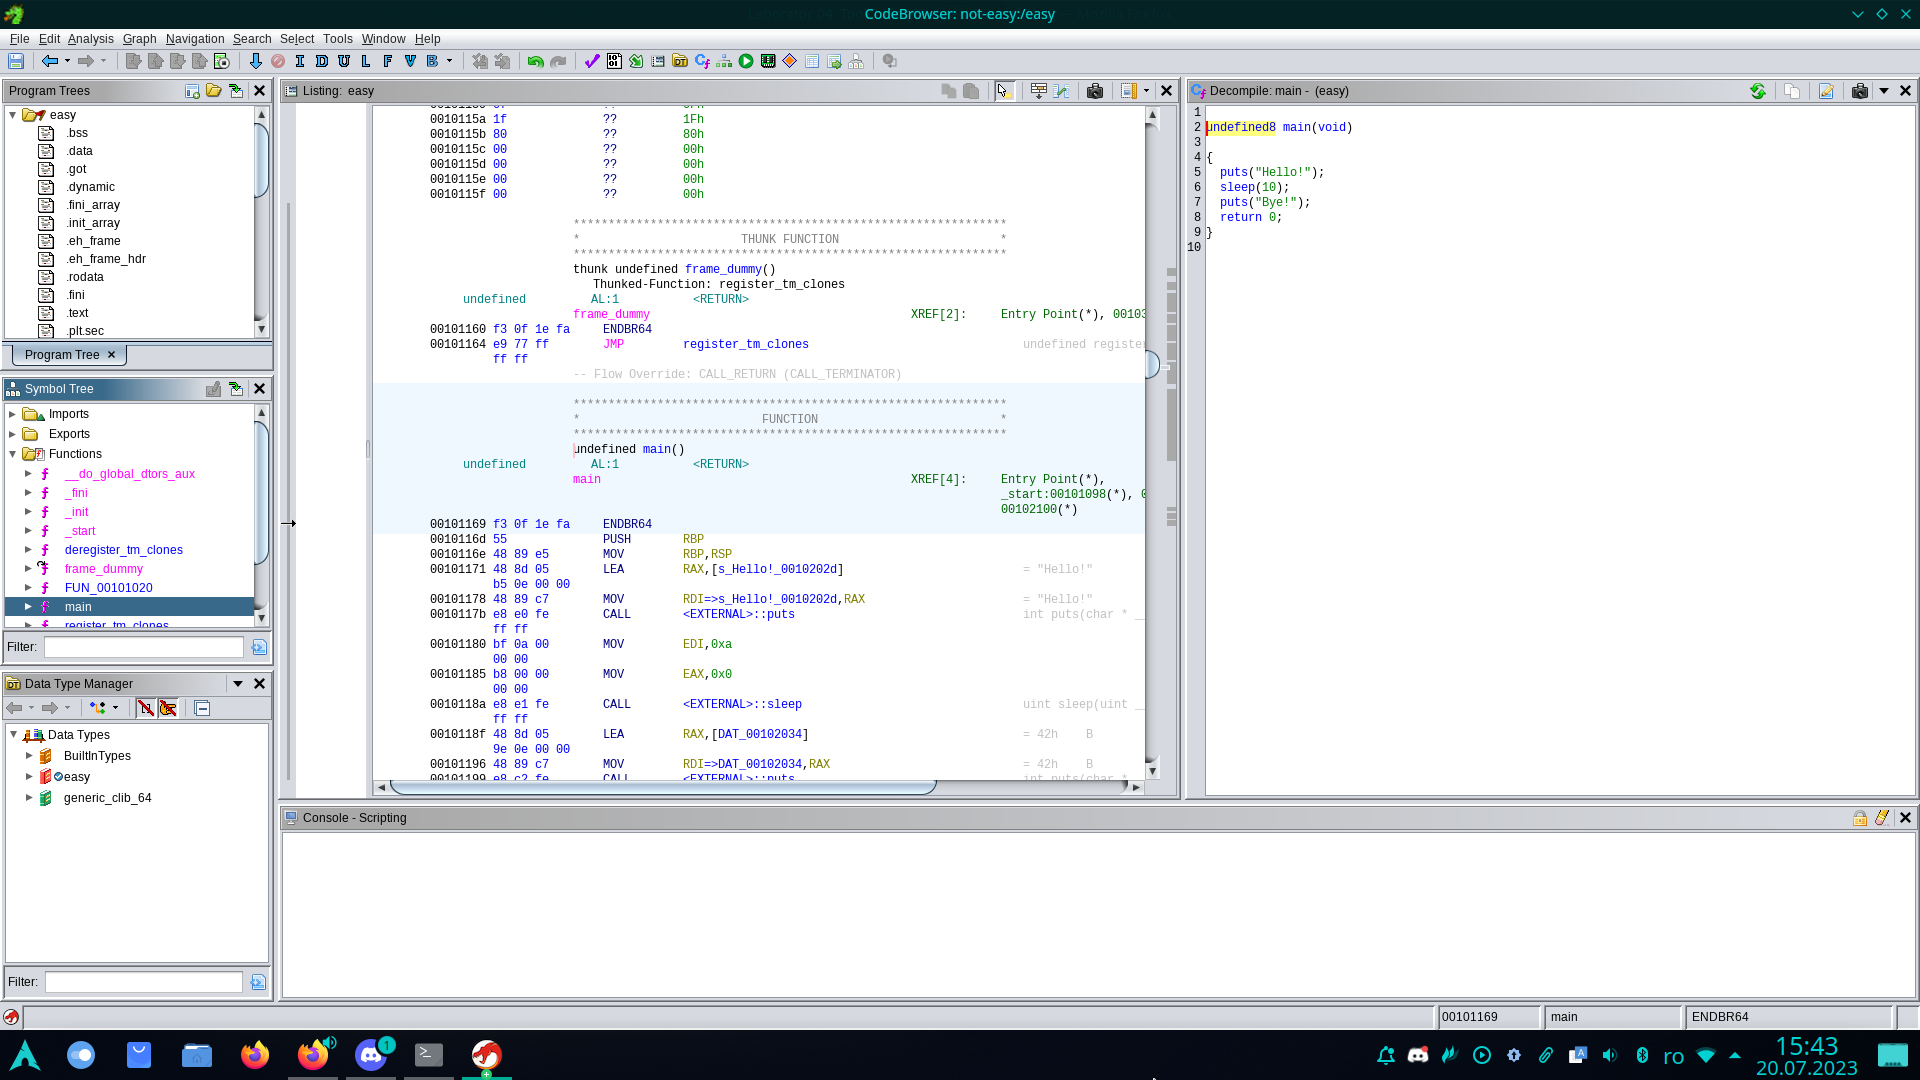 CodeBrowser: not-easy:/easy
File Edit Analysis Graph Navigation Search Select Tools Window Help
I D U L F V B
Program Trees
easy
.bss
.data
.got
.dynamic
.fini_array
.init_array
.eh_frame
.eh_frame_hdr
.rodata
.fini
.text
.plt.sec
Program Tree
Symbol Tree
Imports
Exports
Functions
__do_global_dtors_aux
_fini
_init
_start
deregister_tm_clones
frame_dummy
FUN_00101020
main
register_tm_clones
Filter:
Data Type Manager
Data Types
BuiltInTypes
easy
generic_clib_64
Filter:
Listing: easy
0010115a 1f ?? 1Fh
0010115b 80 ?? 80h
0010115c 00 ?? 00h
0010115d 00 ?? 00h
0010115e 00 ?? 00h
0010115f 00 ?? 00h
**************************************************************
* THUNK FUNCTION *
**************************************************************
thunk undefined frame_dummy()
Thunked-Function: register_tm_clones
undefined AL:1 <RETURN>
frame_dummy XREF[2]: Entry Point(*), 00103
00101160 f3 0f 1e fa ENDBR64
00101164 e9 77 ff JMP register_tm_clones undefined register
ff ff
-- Flow Override: CALL_RETURN (CALL_TERMINATOR)
**************************************************************
* FUNCTION *
**************************************************************
undefined main()
undefined AL:1 <RETURN>
main XREF[4]: Entry Point(*),
_start:00101098(*), 0
00102100(*)
00101169 f3 0f 1e fa ENDBR64
0010116d 55 PUSH RBP
0010116e 48 89 e5 MOV RBP,RSP
00101171 48 8d 05 LEA RAX,[s_Hello!_0010202d] = "Hello!"
b5 0e 00 00
00101178 48 89 c7 MOV RDI=>s_Hello!_0010202d,RAX = "Hello!"
0010117b e8 e0 fe CALL <EXTERNAL>::puts int puts(char * __
ff ff
00101180 bf 0a 00 MOV EDI,0xa
00 00
00101185 b8 00 00 MOV EAX,0x0
00 00
0010118a e8 e1 fe CALL <EXTERNAL>::sleep uint sleep(uint __
ff ff
0010118f 48 8d 05 LEA RAX,[DAT_00102034] = 42h B
9e 0e 00 00
00101196 48 89 c7 MOV RDI=>DAT_00102034,RAX = 42h B
00101199 e8 c2 fe CALL <EXTERNAL>::puts int puts(char *
Decompile: main - (easy)
1
2 undefined8 main(void)
3
4 {
5 puts("Hello!");
6 sleep(10);
7 puts("Bye!");
8 return 0;
9 }
10
Console - Scripting
00101169 main ENDBR64
1
ro
15:43
20.07.2023